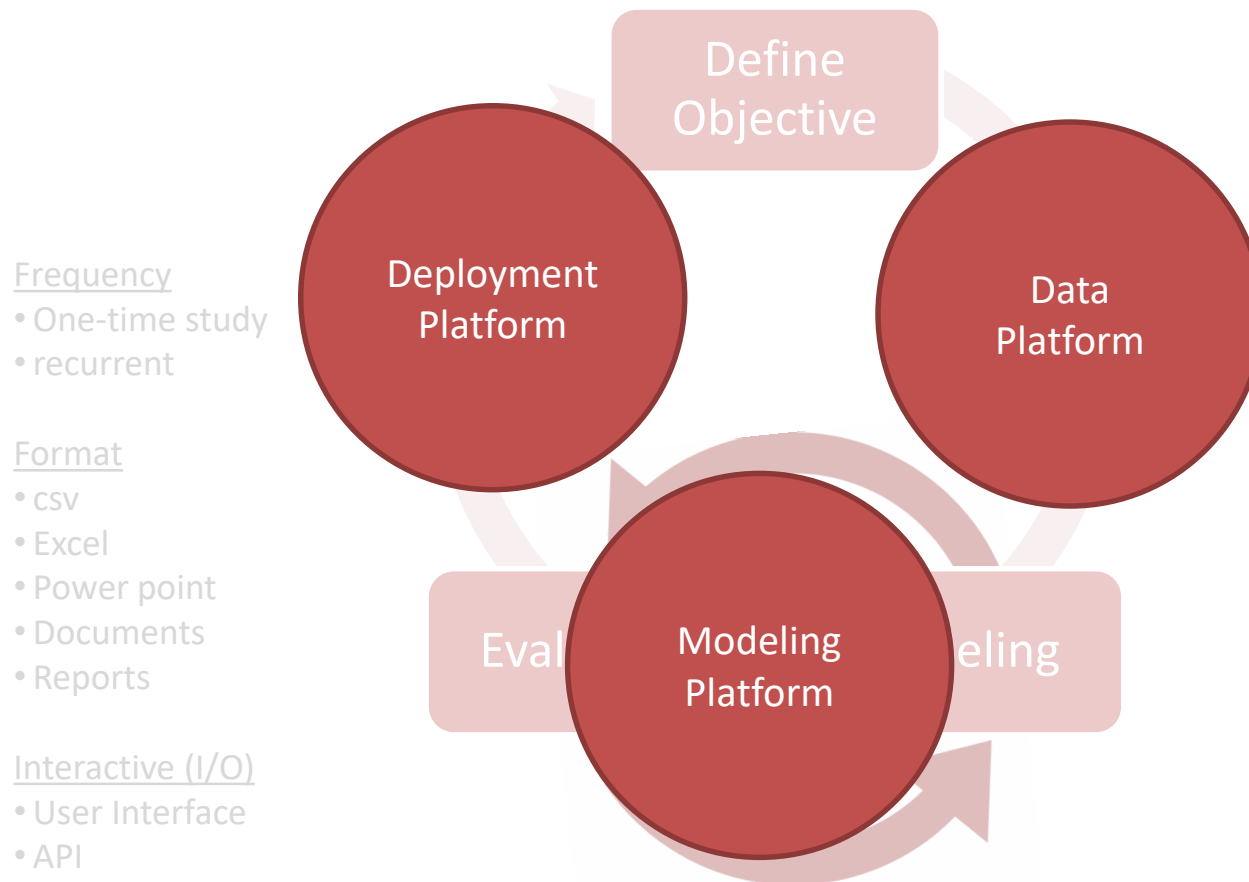 Define
Objective
Deployment
Platform
Data
Platform
Frequency
• One-time study
• recurrent
Format
• csv
• Excel
• Power point
• Documents
• Reports
Eval
Modeling
Platform
eling
Interactive (I/O)
• User Interface
• API